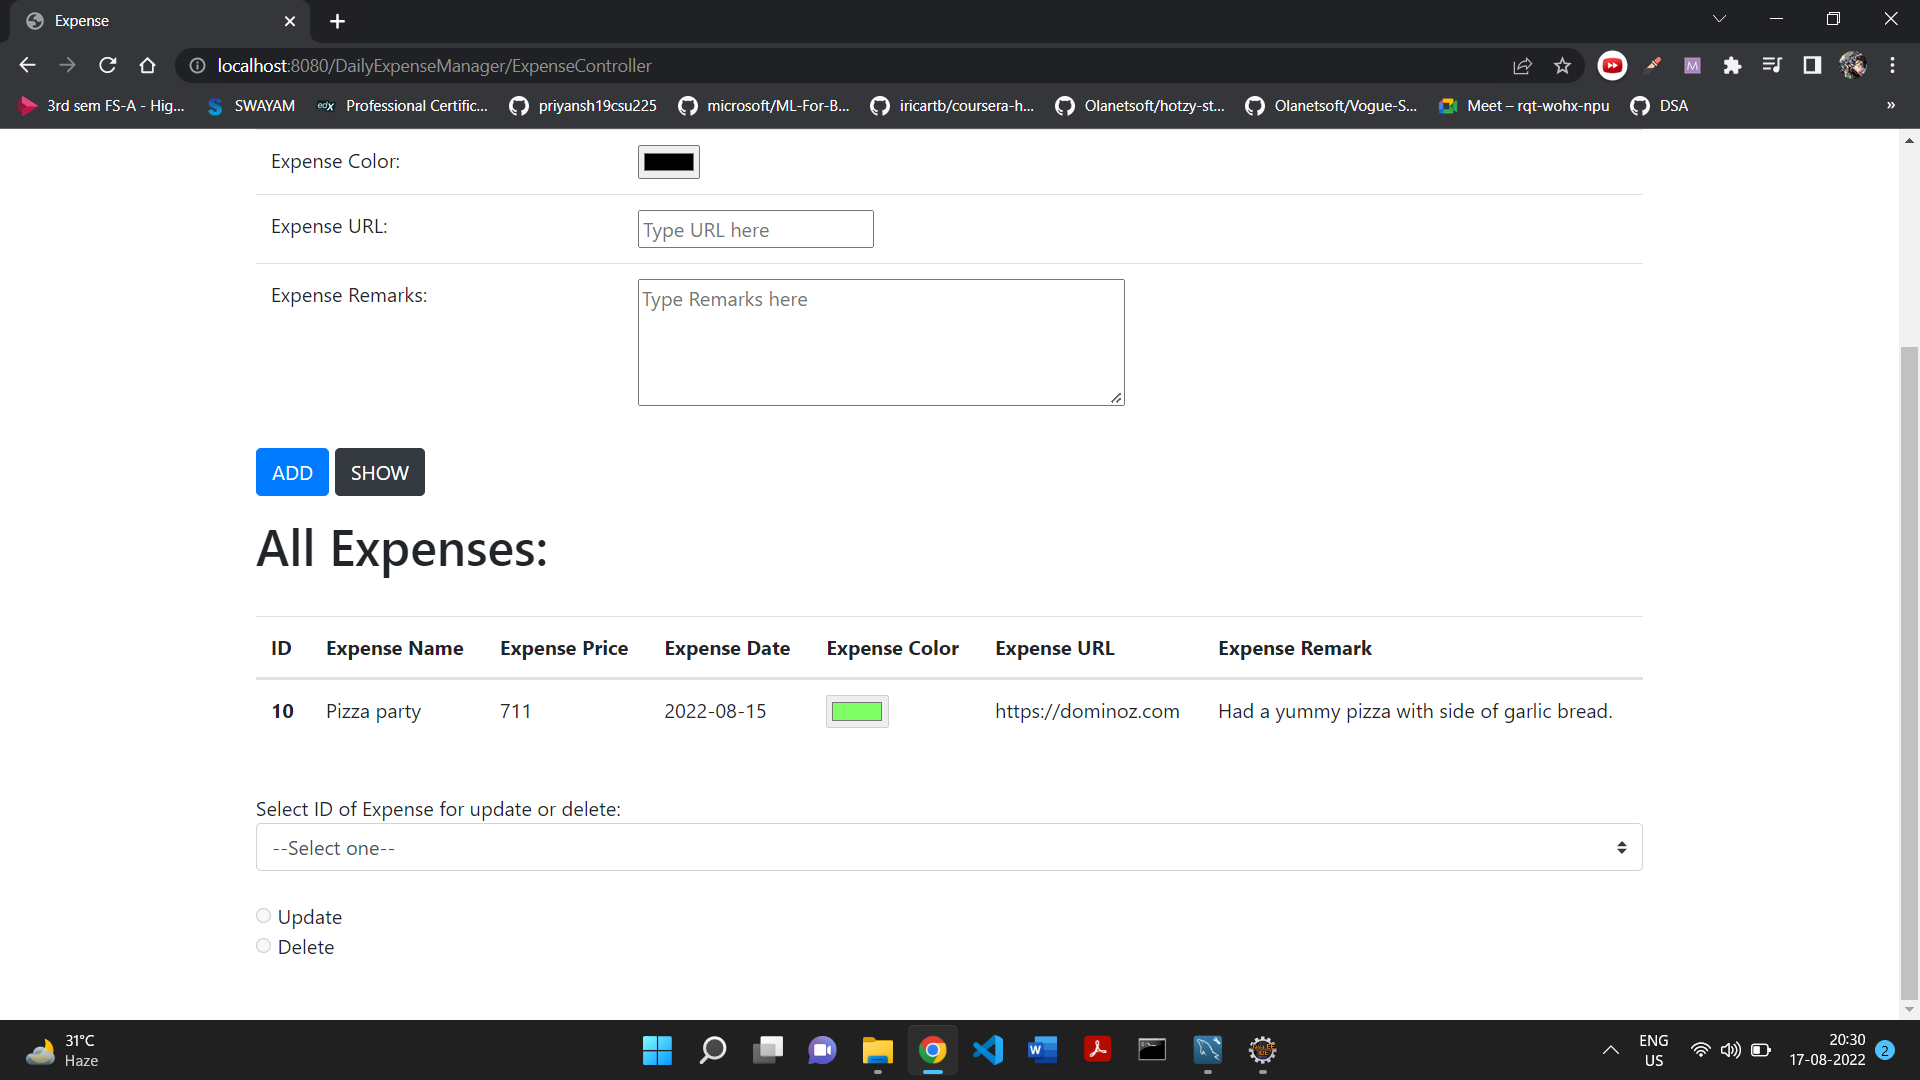 Expense
localhost:8080/DailyExpenseManager/ExpenseController
3rd sem FS-A - Hig... SWAYAM edX Professional Certific... priyansh19csu225 microsoft/ML-For-B... iricartb/coursera-h... Olanetsoft/hotzy-st... Olanetsoft/Vogue-S... Meet – rqt-wohx-npu DSA »
Expense Color:
Expense URL: Type URL here
Expense Remarks: Type Remarks here
ADD SHOW
All Expenses:
ID Expense Name Expense Price Expense Date Expense Color Expense URL Expense Remark
10 Pizza party 711 2022-08-15 https://dominoz.com Had a yummy pizza with side of garlic bread.
Select ID of Expense for update or delete:
--Select one--
Update
Delete
31°C
Haze
ENG
US
20:30
17-08-2022
2